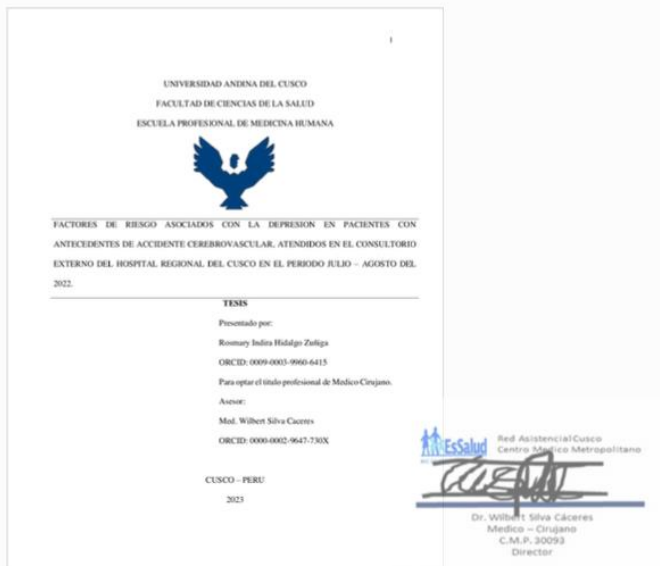 1
UNIVERSIDAD ANDINA DEL CUSCO
FACULTAD DE CIENCIAS DE LA SALUD
ESCUELA PROFESIONAL DE MEDICINA HUMANA
FACTORES DE RIESGO ASOCIADOS CON LA DEPRESION EN PACIENTES CON
ANTECEDENTES DE ACCIDENTE CEREBROVASCULAR, ATENDIDOS EN EL CONSULTORIO
EXTERNO DEL HOSPITAL REGIONAL DEL CUSCO EN EL PERIODO JULIO – AGOSTO DEL
2022.
TESIS
Presentado por:
Rosmary Indira Hidalgo Zuñiga
ORCID: 0009-0003-9960-6415
Para optar el titulo profesional de Medico Cirujano.
Asesor:
Med. Wilbert Silva Caceres
ORCID: 0000-0002-9647-730X
CUSCO – PERU
2023
EsSalud
Red Asistencial Cusco
Centro Medico Metropolitano
Dr. Wilbert Silva Cáceres
Medico – Cirujano
C.M.P. 30093
Director